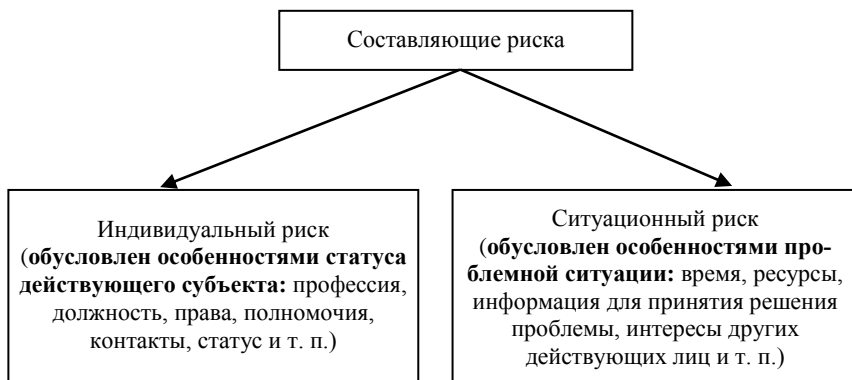 Составляющие риска
Индивидуальный риск
(обусловлен особенностями статуса
действующего субъекта: профессия,
должность, права, полномочия,
контакты, статус и т. п.)
Ситуационный риск
(обусловлен особенностями про-
блемной ситуации: время, ресурсы,
информация для принятия решения
проблемы, интересы других
действующих лиц и т. п.)